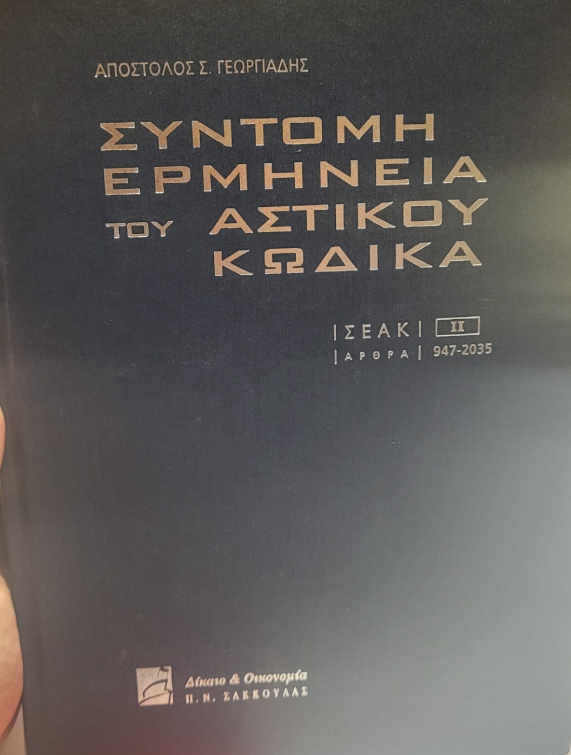 ΑΠΟΣΤΟΛΟΣ Σ. ΓΕΩΡΓΙΑΔΗΣ
ΣΥΝΤΟΜΗ
ΕΡΜΗΝΕΙΑ
ΤΟΥ ΑΣΤΙΚΟΥ
ΚΩΔΙΚΑ
|ΣΕΑΚ| II
|ΑΡΘΡΑ| 947-2035
Δίκαιο & Οικονομία
Π. Ν. ΣΑΚΚΟΥΛΑΣ